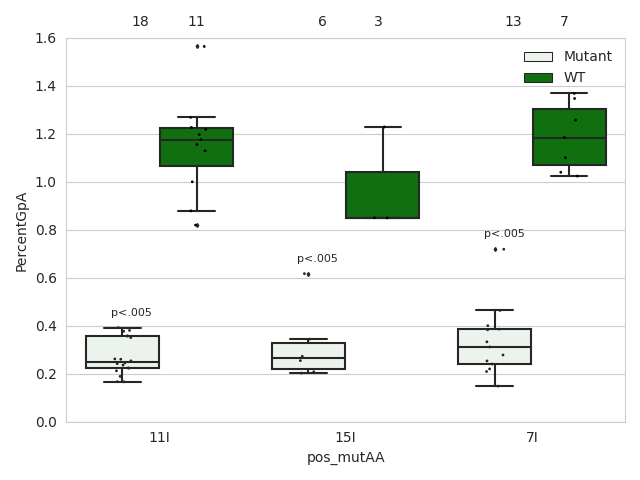 18 11 6 3 13 7
1.6
Mutant
WT
1.4
1.2
1.0
0.8
0.6
0.4
0.2
0.0
PercentGpA
p<.005
p<.005
p<.005
11I 15I 7I
pos_mutAA